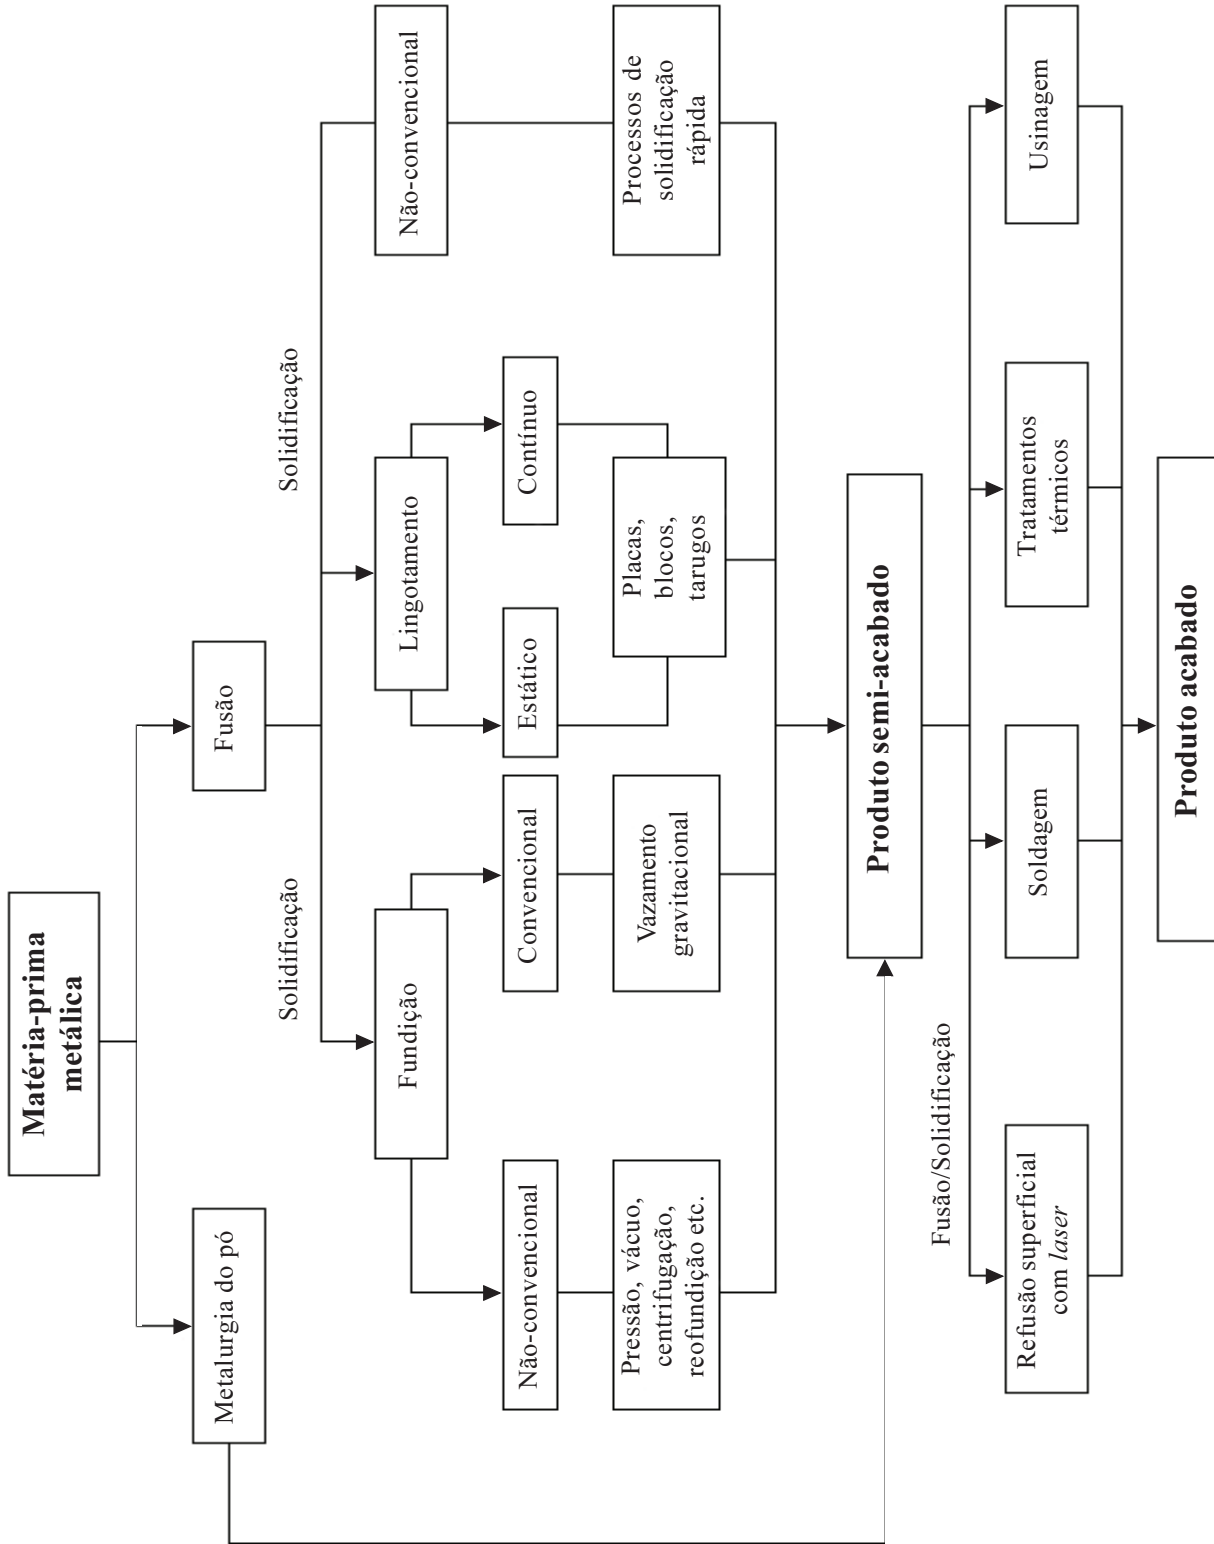 Matéria-prima
metálica
Metalurgia do pó
Fusão
Solidificação
Solidificação
Fundição
Lingotamento
Não-convencional
Não-convencional
Convencional
Estático
Contínuo
Pressão, vácuo,
centrifugação,
reofundição etc.
Vazamento
gravitacional
Placas,
blocos,
tarugos
Processos de
solidificação
rápida
Produto semi-acabado
Fusão/Solidificação
Refusão superficial
com laser
Soldagem
Tratamentos
térmicos
Usinagem
Produto acabado